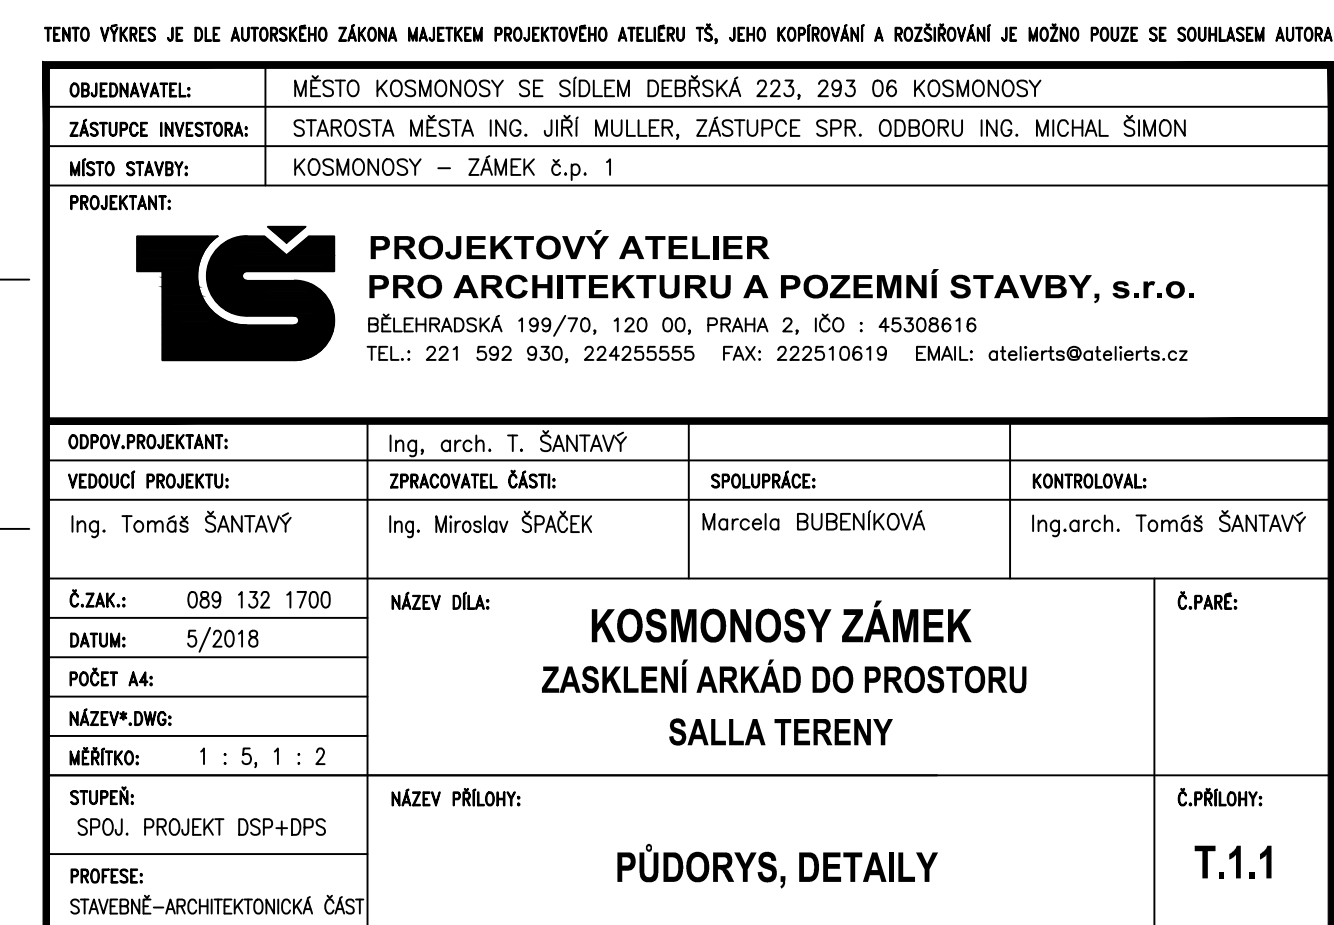 TENTO VÝKRES JE DLE AUTORSKÉHO ZÁKONA MAJETKEM PROJEKTOVÉHO ATELIÉRU TŠ, JEHO KOPÍROVÁNÍ A ROZŠIŘOVÁNÍ JE MOŽNO POUZE SE SOUHLASEM AUTORA
OBJEDNAVATEL: MĚSTO KOSMONOSY SE SÍDLEM DEBŘSKÁ 223, 293 06 KOSMONOSY
ZÁSTUPCE INVESTORA: STAROSTA MĚSTA ING. JIŘÍ MULLER, ZÁSTUPCE SPR. ODBORU ING. MICHAL ŠIMON
MÍSTO STAVBY: KOSMONOSY – ZÁMEK č.p. 1
PROJEKTANT:
TŠ
PROJEKTOVÝ ATELIER
PRO ARCHITEKTURU A POZEMNÍ STAVBY, s.r.o.
BĚLEHRADSKÁ 199/70, 120 00, PRAHA 2, IČO : 45308616
TEL.: 221 592 930, 224255555 FAX: 222510619 EMAIL: atelierts@atelierts.cz
ODPOV.PROJEKTANT: Ing, arch. T. ŠANTAVÝ
VEDOUCÍ PROJEKTU: ZPRACOVATEL ČÁSTI: SPOLUPRÁCE: KONTROLOVAL:
Ing. Tomáš ŠANTAVÝ Ing. Miroslav ŠPAČEK Marcela BUBENÍKOVÁ Ing.arch. Tomáš ŠANTAVÝ
Č.ZAK.: 089 132 1700
DATUM: 5/2018
POČET A4:
NÁZEV*.DWG:
MĚŘÍTKO: 1 : 5, 1 : 2
NÁZEV DÍLA:
KOSMONOSY ZÁMEK
ZASKLENÍ ARKÁD DO PROSTORU
SALLA TERENY
Č.PARÉ:
STUPEŇ:
SPOJ. PROJEKT DSP+DPS
PROFESE:
STAVEBNĚ–ARCHITEKTONICKÁ ČÁST
NÁZEV PŘÍLOHY:
PŮDORYS, DETAILY
Č.PŘÍLOHY:
T.1.1